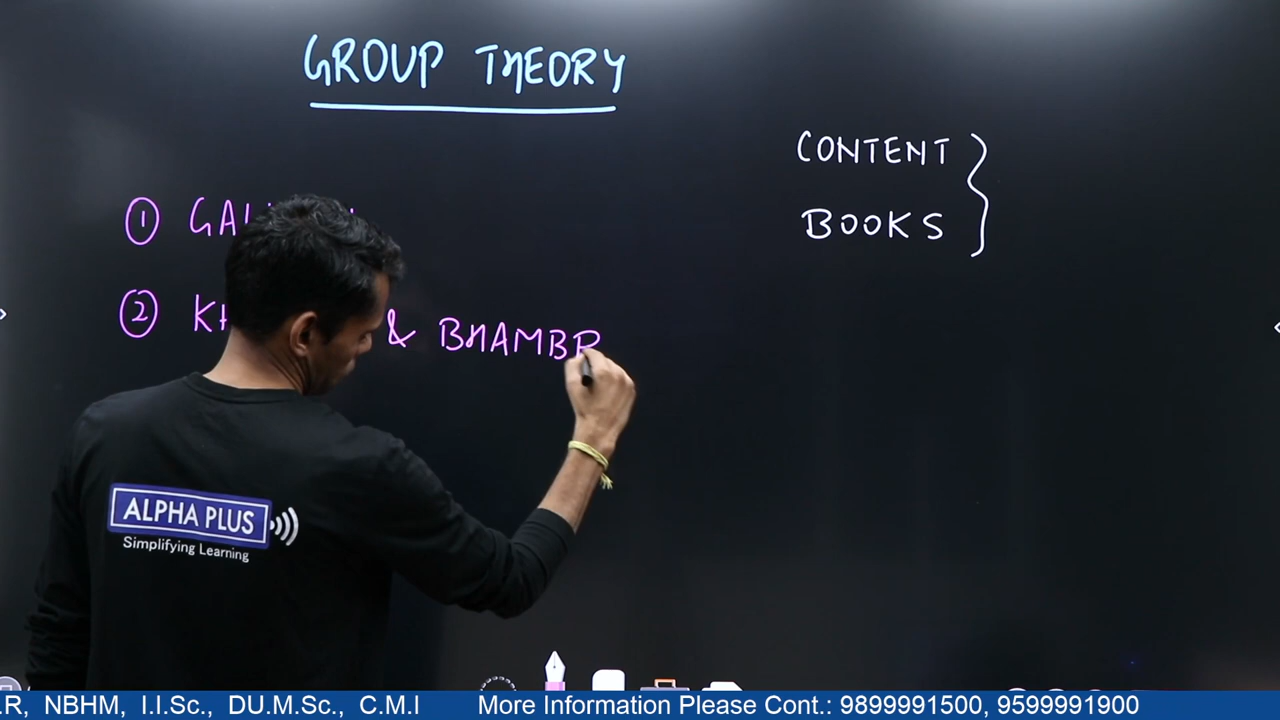 GROUP THEORY
CONTENT
BOOKS
①
② & BHAMBR
ALPHA PLUS
Simplifying Learning
.R, NBHM, I.I.Sc., DU.M.Sc., C.M.I More Information Please Cont.: 9899991500, 9599991900